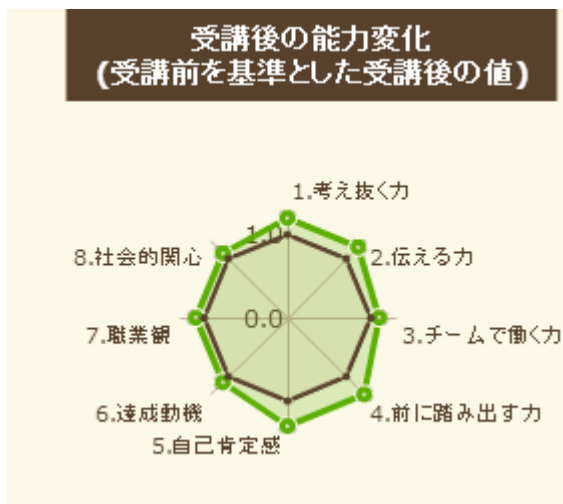 受講後の能力変化
(受講前を基準とした受講後の値)
1.考え抜く力
1.0
2.伝える力
8.社会的関心
0.0
7.職業観
3.チームで働く力
6.達成動機
4.前に踏み出す力
5.自己肯定感